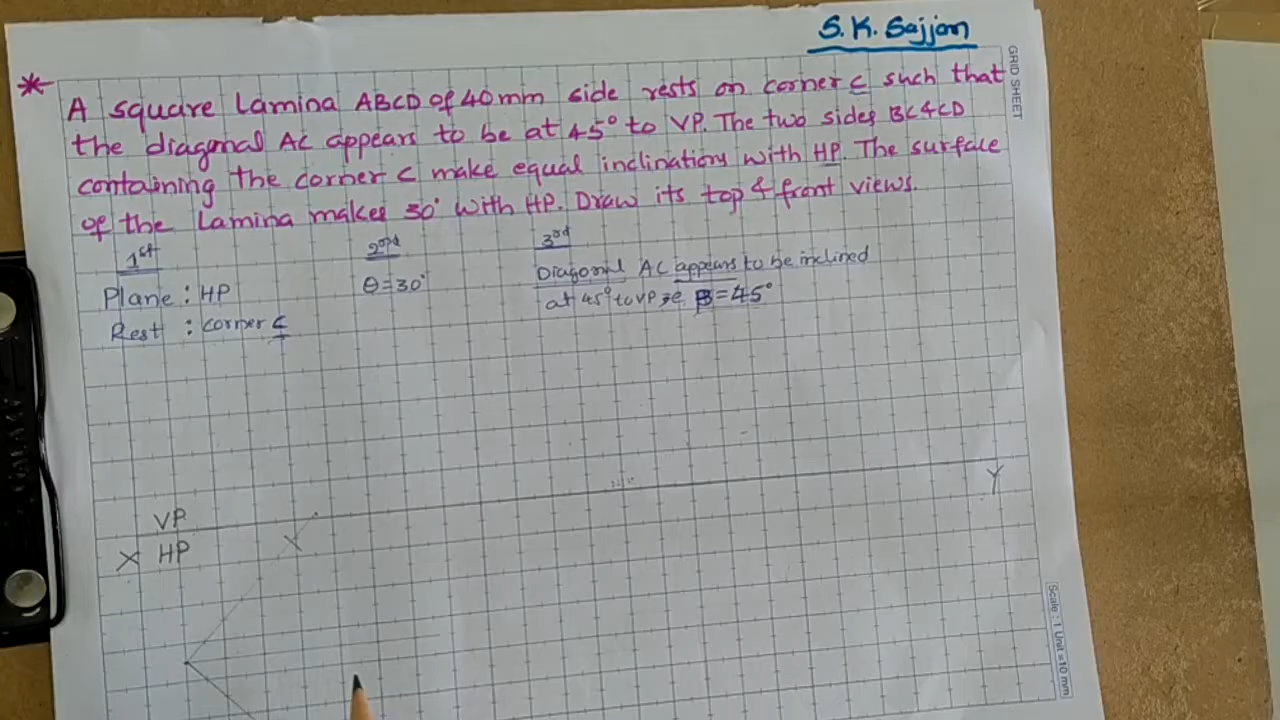 S. K. Sajjan
* A square Lamina ABCD of 40mm side rests on corner C such that
the diagonal AC appears to be at 45° to VP. The two sides BC & CD
containing the corner C make equal inclinations with HP. The surface
of the Lamina makes 30° with HP. Draw its top & front views.
1st
Plane : HP
Rest : Corner C
2nd
θ=30°
3rd
Diagonal AC appears to be inclined
at 45° to VP ie β=45°
VP
X HP
Y
GRID SHEET
Scale : 1 Unit = 10 mm